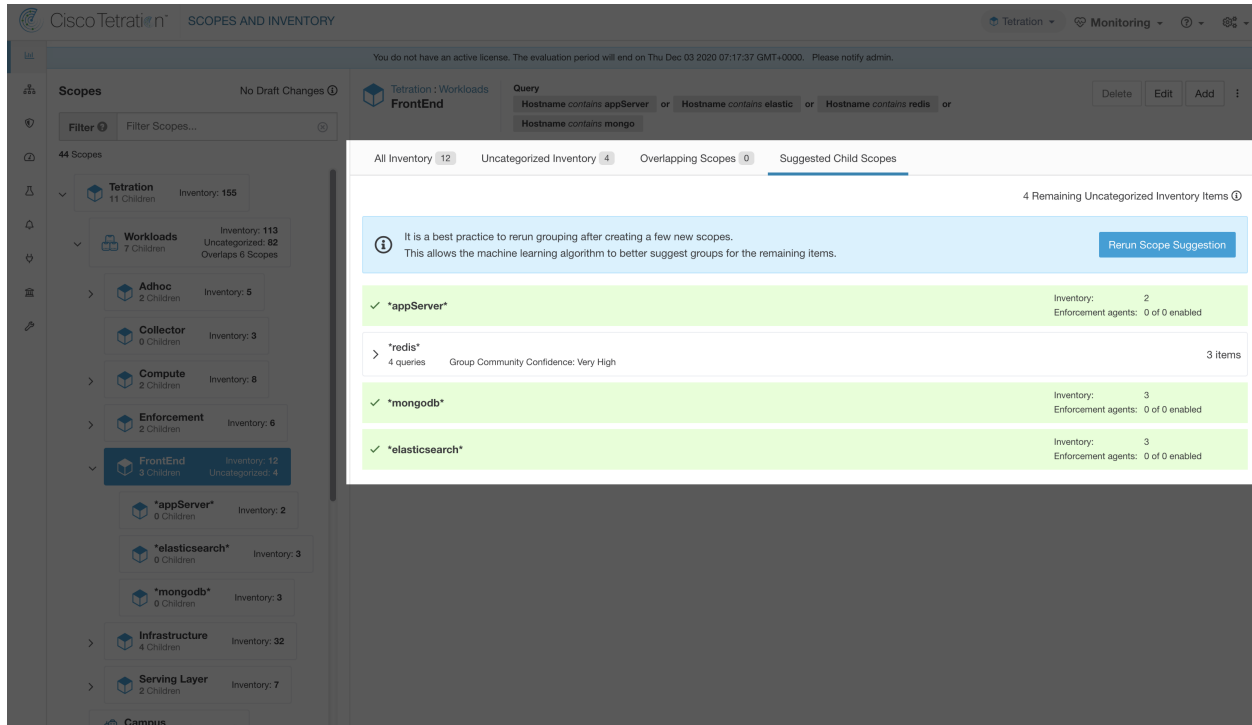 Cisco Tetration™ SCOPES AND INVENTORY
Tetration
Monitoring
You do not have an active license. The evaluation period will end on Thu Dec 03 2020 07:17:37 GMT+0000. Please notify admin.
Scopes
No Draft Changes
Filter
Filter Scopes...
44 Scopes
Tetration
11 Children
Inventory: 155
Workloads
7 Children
Inventory: 113
Uncategorized: 82
Overlaps 6 Scopes
Adhoc
2 Children
Inventory: 5
Collector
0 Children
Inventory: 3
Compute
2 Children
Inventory: 8
Enforcement
2 Children
Inventory: 6
FrontEnd
3 Children
Inventory: 12
Uncategorized: 4
*appServer*
0 Children
Inventory: 2
*elasticsearch*
0 Children
Inventory: 3
*mongodb*
0 Children
Inventory: 3
Infrastructure
4 Children
Inventory: 32
Serving Layer
2 Children
Inventory: 7
Campus
Tetration : Workloads
FrontEnd
Query
Hostname contains appServer or Hostname contains elastic or Hostname contains redis or
Hostname contains mongo
Delete
Edit
Add
All Inventory 12
Uncategorized Inventory 4
Overlapping Scopes 0
Suggested Child Scopes
4 Remaining Uncategorized Inventory Items
It is a best practice to rerun grouping after creating a few new scopes.
This allows the machine learning algorithm to better suggest groups for the remaining items.
Rerun Scope Suggestion
*appServer*
Inventory: 2
Enforcement agents: 0 of 0 enabled
*redis*
4 queries Group Community Confidence: Very High
3 items
*mongodb*
Inventory: 3
Enforcement agents: 0 of 0 enabled
*elasticsearch*
Inventory: 3
Enforcement agents: 0 of 0 enabled